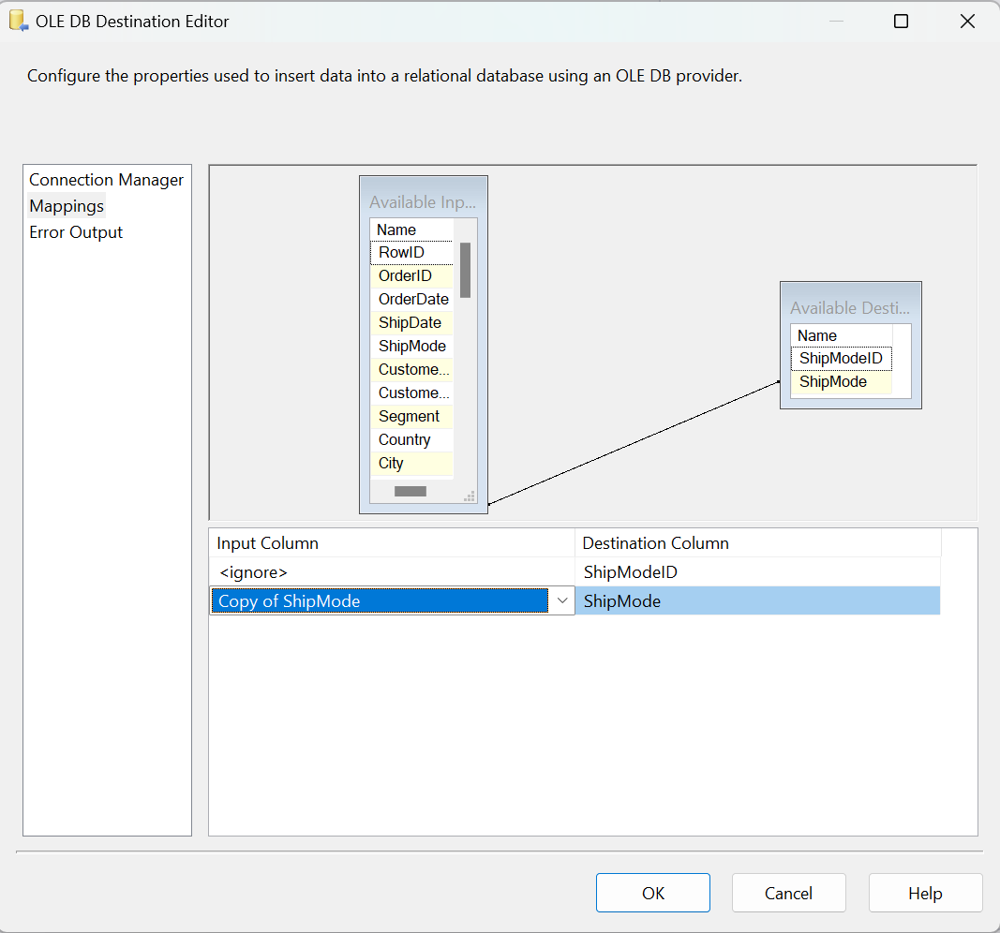 OLE DB Destination Editor
Configure the properties used to insert data into a relational database using an OLE DB provider.
Connection Manager
Mappings
Error Output
Available Inp...
Name
RowID
OrderID
OrderDate
ShipDate
ShipMode
Custome...
Custome...
Segment
Country
City
Available Desti...
Name
ShipModeID
ShipMode
Input Column Destination Column
<ignore> ShipModeID
Copy of ShipMode ShipMode
OK Cancel Help